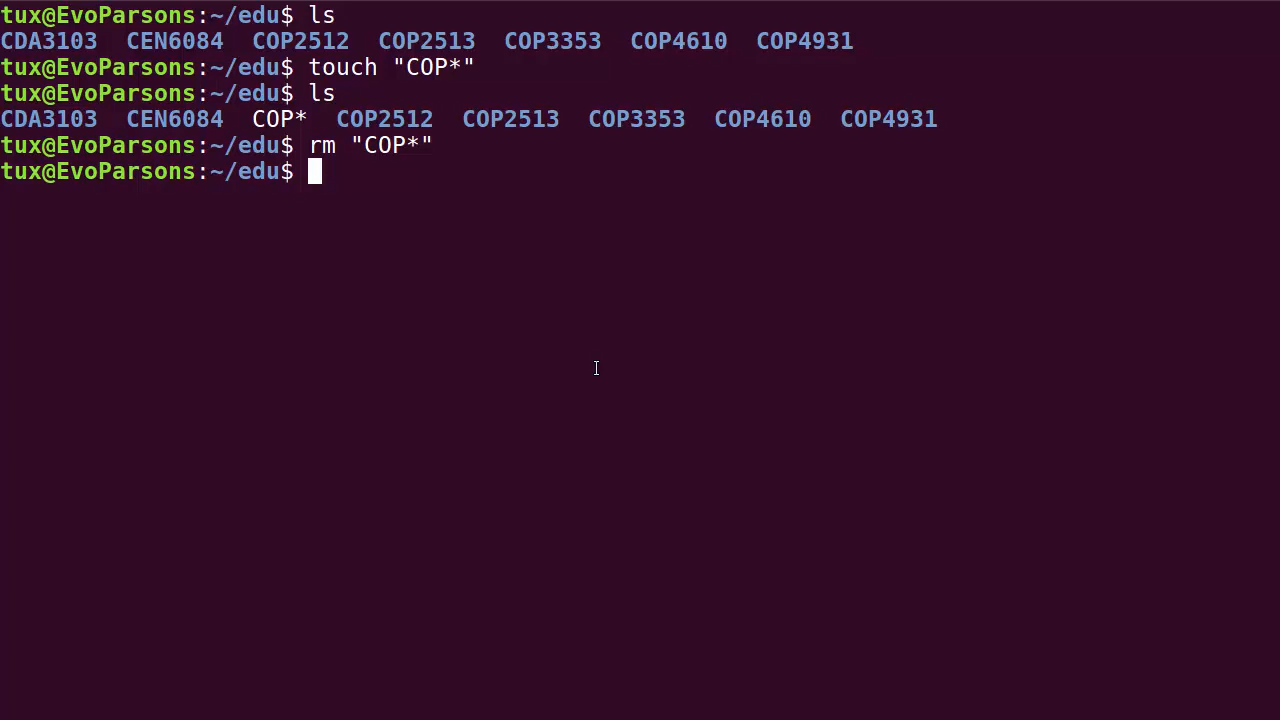 tux@EvoParsons:~/edu$ ls
CDA3103  CEN6084  COP2512  COP2513  COP3353  COP4610  COP4931
tux@EvoParsons:~/edu$ touch "COP*"
tux@EvoParsons:~/edu$ ls
CDA3103  CEN6084  COP*  COP2512  COP2513  COP3353  COP4610  COP4931
tux@EvoParsons:~/edu$ rm "COP*"
tux@EvoParsons:~/edu$